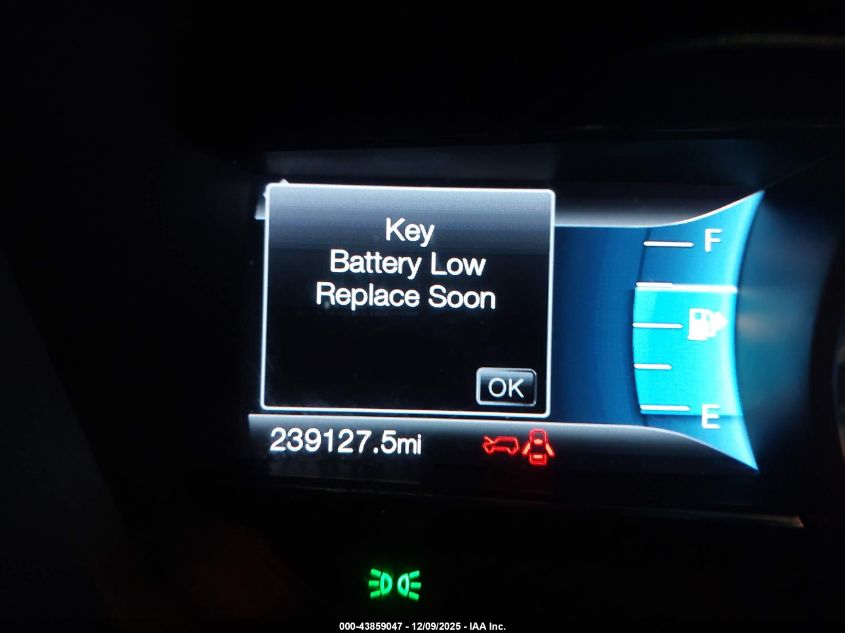 Key
Battery Low
Replace Soon
OK
F
E
239127.5mi
000-43859047 - 12/09/2025 - IAA Inc.